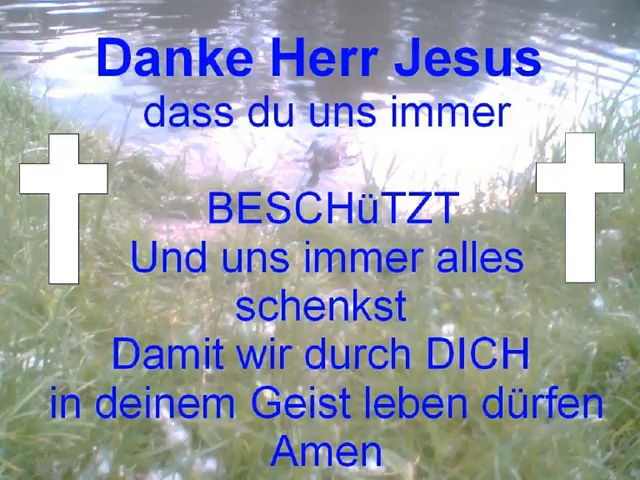 Danke Herr Jesus
dass du uns immer
BESCHüTZT
Und uns immer alles
schenkst
Damit wir durch DICH
in deinem Geist leben dürfen
Amen